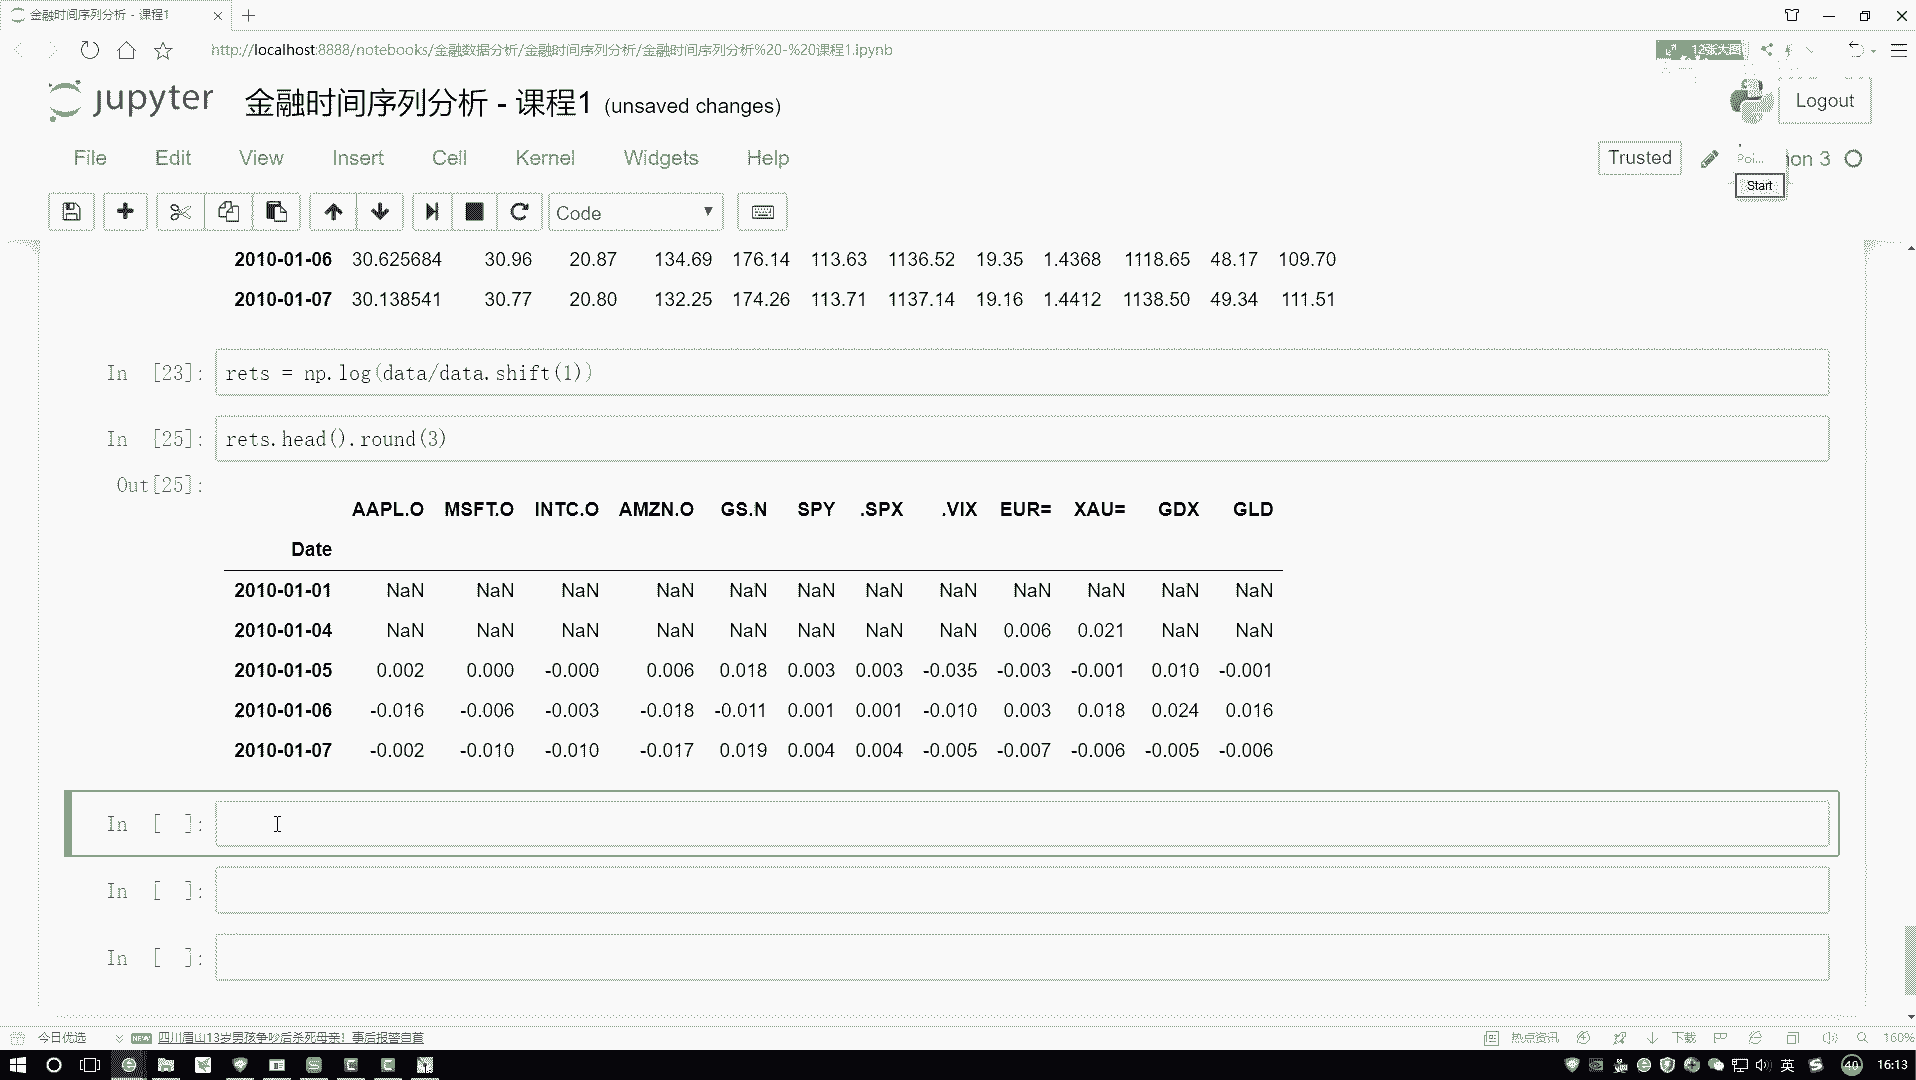 金融时间序列分析 - 课程1
http://localhost:8888/notebooks/金融数据分析/金融时间序列分析/金融时间序列分析%20-%20课程1.ipynb
12张大图
jupyter 金融时间序列分析 - 课程1 (unsaved changes)
Logout
File Edit View Insert Cell Kernel Widgets Help
Trusted
Poi...
on 3
Start
Code
2010-01-06 30.625684 30.96 20.87 134.69 176.14 113.63 1136.52 19.35 1.4368 1118.65 48.17 109.70
2010-01-07 30.138541 30.77 20.80 132.25 174.26 113.71 1137.14 19.16 1.4412 1138.50 49.34 111.51
In [23]: rets = np.log(data/data.shift(1))
In [25]: rets.head().round(3)
Out[25]:
AAPL.O MSFT.O INTC.O AMZN.O GS.N SPY .SPX .VIX EUR= XAU= GDX GLD
Date
2010-01-01 NaN NaN NaN NaN NaN NaN NaN NaN NaN NaN NaN NaN
2010-01-04 NaN NaN NaN NaN NaN NaN NaN NaN 0.006 0.021 NaN NaN
2010-01-05 0.002 0.000 -0.000 0.006 0.018 0.003 0.003 -0.035 -0.003 -0.001 0.010 -0.001
2010-01-06 -0.016 -0.006 -0.003 -0.018 -0.011 0.001 0.001 -0.010 0.003 0.018 0.024 0.016
2010-01-07 -0.002 -0.010 -0.010 -0.017 0.019 0.004 0.004 -0.005 -0.007 -0.006 -0.005 -0.006
In [ ]:
In [ ]:
In [ ]:
今日优选
NEW 四川眉山13岁男孩争吵后杀死母亲！事后报警自首
热点资讯
下载
160%
英
40
16:13